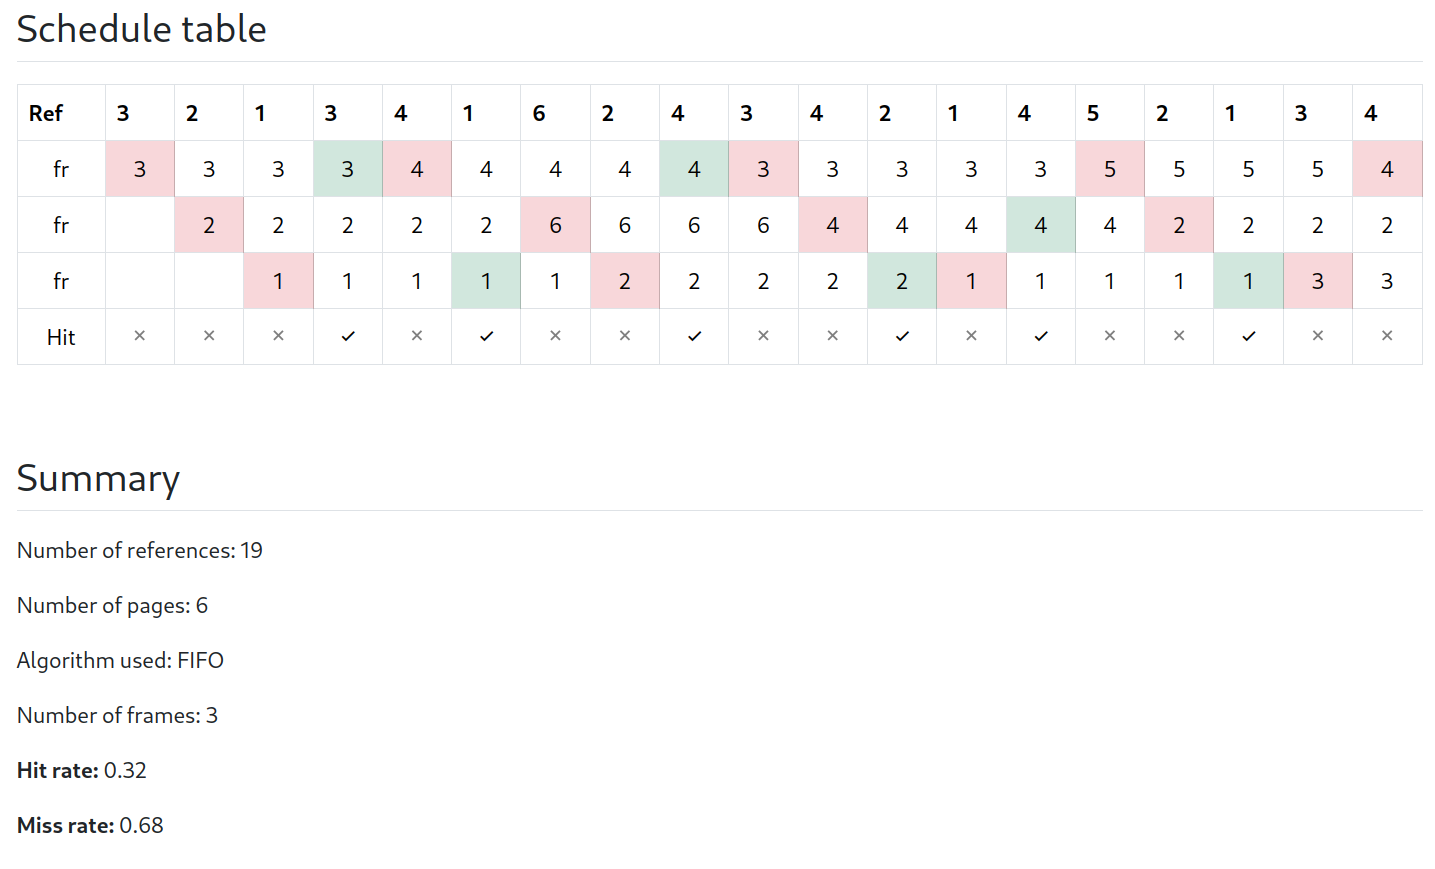 Schedule table
Ref 3 2 1 3 4 1 6 2 4 3 4 2 1 4 5 2 1 3 4
fr 3 3 3 3 4 4 4 4 4 3 3 3 3 3 5 5 5 5 4
fr 2 2 2 2 2 6 6 6 6 4 4 4 4 4 2 2 2 2
fr 1 1 1 1 1 2 2 2 2 2 1 1 1 1 1 3 3
Hit × × × ✓ × ✓ × × ✓ × × ✓ × ✓ × × ✓ × ×
Summary
Number of references: 19
Number of pages: 6
Algorithm used: FIFO
Number of frames: 3
Hit rate: 0.32
Miss rate: 0.68